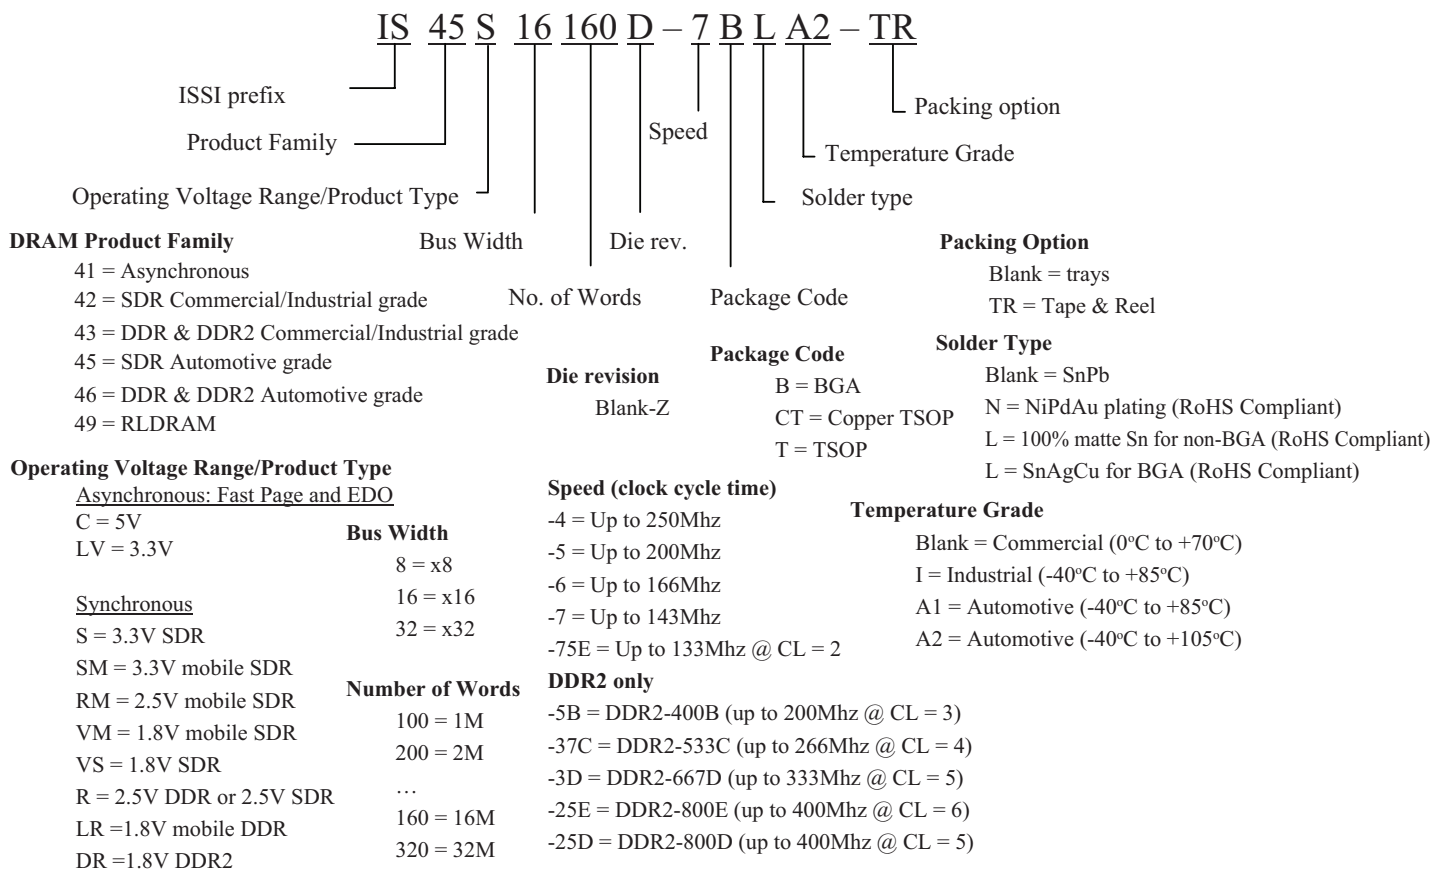 IS 45 S 16 160 D – 7 B L A2 – TR
ISSI prefix
Product Family
Operating Voltage Range/Product Type
Bus Width
No. of Words
Die rev.
Speed
Package Code
Solder type
Temperature Grade
Packing option
DRAM Product Family
41 = Asynchronous
42 = SDR Commercial/Industrial grade
43 = DDR & DDR2 Commercial/Industrial grade
45 = SDR Automotive grade
46 = DDR & DDR2 Automotive grade
49 = RLDRAM
Operating Voltage Range/Product Type
Asynchronous: Fast Page and EDO
C = 5V
LV = 3.3V
Synchronous
S = 3.3V SDR
SM = 3.3V mobile SDR
RM = 2.5V mobile SDR
VM = 1.8V mobile SDR
VS = 1.8V SDR
R = 2.5V DDR or 2.5V SDR
LR =1.8V mobile DDR
DR =1.8V DDR2
Bus Width
8 = x8
16 = x16
32 = x32
Number of Words
100 = 1M
200 = 2M
…
160 = 16M
320 = 32M
Die revision
Blank-Z
Package Code
B = BGA
CT = Copper TSOP
T = TSOP
Speed (clock cycle time)
-4 = Up to 250Mhz
-5 = Up to 200Mhz
-6 = Up to 166Mhz
-7 = Up to 143Mhz
-75E = Up to 133Mhz @ CL = 2
DDR2 only
-5B = DDR2-400B (up to 200Mhz @ CL = 3)
-37C = DDR2-533C (up to 266Mhz @ CL = 4)
-3D = DDR2-667D (up to 333Mhz @ CL = 5)
-25E = DDR2-800E (up to 400Mhz @ CL = 6)
-25D = DDR2-800D (up to 400Mhz @ CL = 5)
Packing Option
Blank = trays
TR = Tape & Reel
Solder Type
Blank = SnPb
N = NiPdAu plating (RoHS Compliant)
L = 100% matte Sn for non-BGA (RoHS Compliant)
L = SnAgCu for BGA (RoHS Compliant)
Temperature Grade
Blank = Commercial (0ºC to +70ºC)
I = Industrial (-40ºC to +85ºC)
A1 = Automotive (-40ºC to +85ºC)
A2 = Automotive (-40ºC to +105ºC)